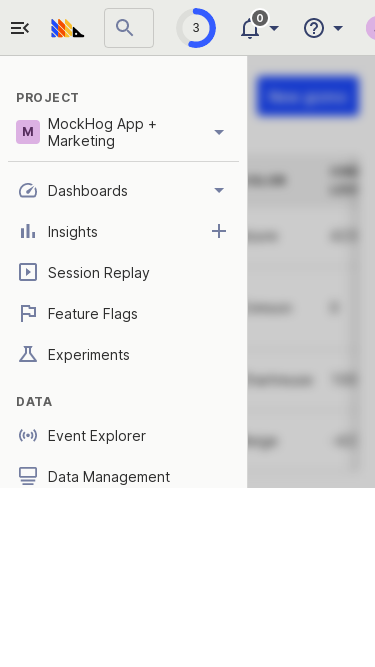 3
0
PROJECT
M
MockHog App +
Marketing
Dashboards
Insights
Session Replay
Feature Flags
Experiments
DATA
Event Explorer
Data Management